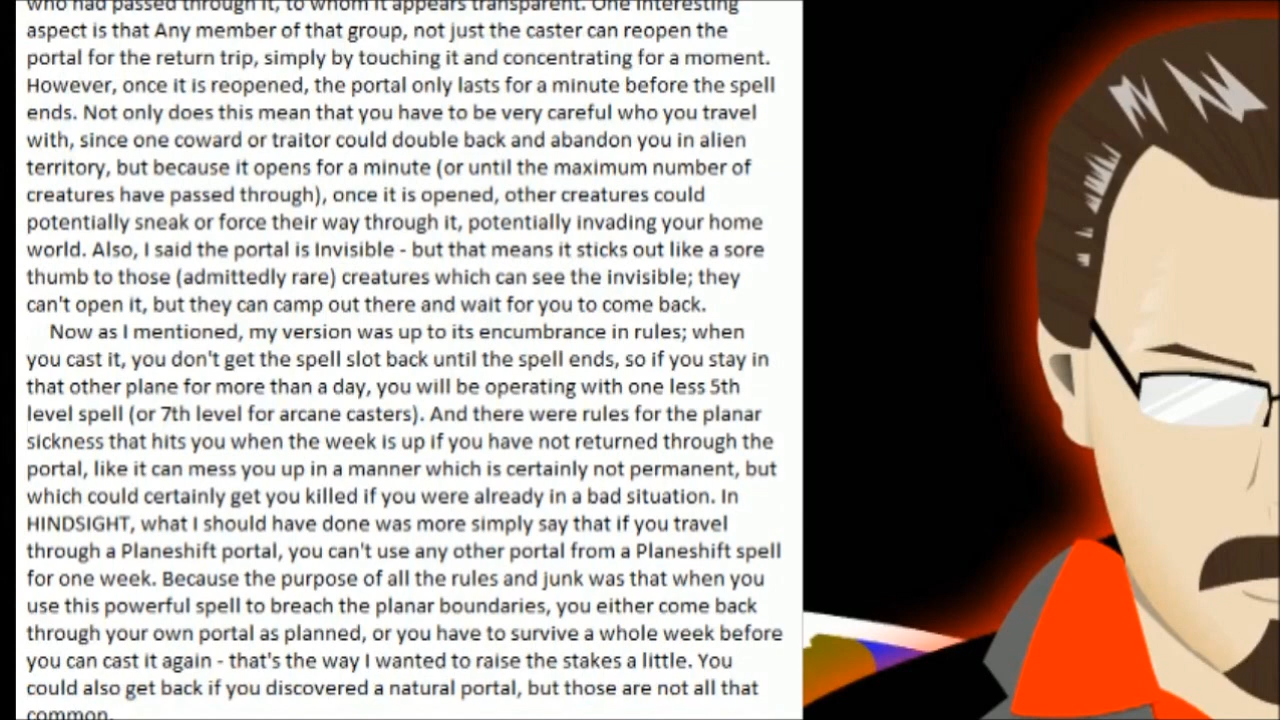 who had passed through it, to whom it appears transparent. One interesting
aspect is that Any member of that group, not just the caster can reopen the
portal for the return trip, simply by touching it and concentrating for a moment.
However, once it is reopened, the portal only lasts for a minute before the spell
ends. Not only does this mean that you have to be very careful who you travel
with, since one coward or traitor could double back and abandon you in alien
territory, but because it opens for a minute (or until the maximum number of
creatures have passed through), once it is opened, other creatures could
potentially sneak or force their way through it, potentially invading your home
world. Also, I said the portal is Invisible - but that means it sticks out like a sore
thumb to those (admittedly rare) creatures which can see the invisible; they
can't open it, but they can camp out there and wait for you to come back.
Now as I mentioned, my version was up to its encumbrance in rules; when
you cast it, you don't get the spell slot back until the spell ends, so if you stay in
that other plane for more than a day, you will be operating with one less 5th
level spell (or 7th level for arcane casters). And there were rules for the planar
sickness that hits you when the week is up if you have not returned through the
portal, like it can mess you up in a manner which is certainly not permanent, but
which could certainly get you killed if you were already in a bad situation. In
HINDSIGHT, what I should have done was more simply say that if you travel
through a Planeshift portal, you can't use any other portal from a Planeshift spell
for one week. Because the purpose of all the rules and junk was that when you
use this powerful spell to breach the planar boundaries, you either come back
through your own portal as planned, or you have to survive a whole week before
you can cast it again - that's the way I wanted to raise the stakes a little. You
could also get back if you discovered a natural portal, but those are not all that
common.